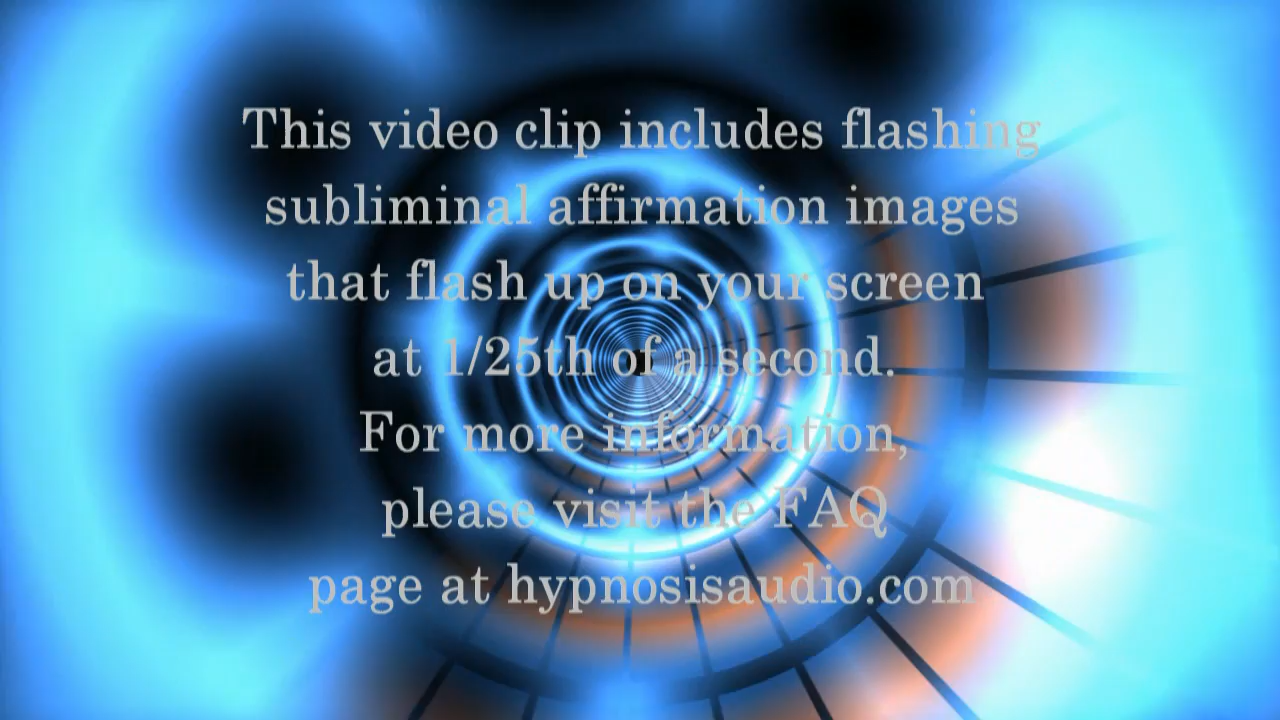 This video clip includes flashing
subliminal affirmation images
that flash up on your screen
at 1/25th of a second.
For more information,
please visit the FAQ
page at hypnosisaudio.com